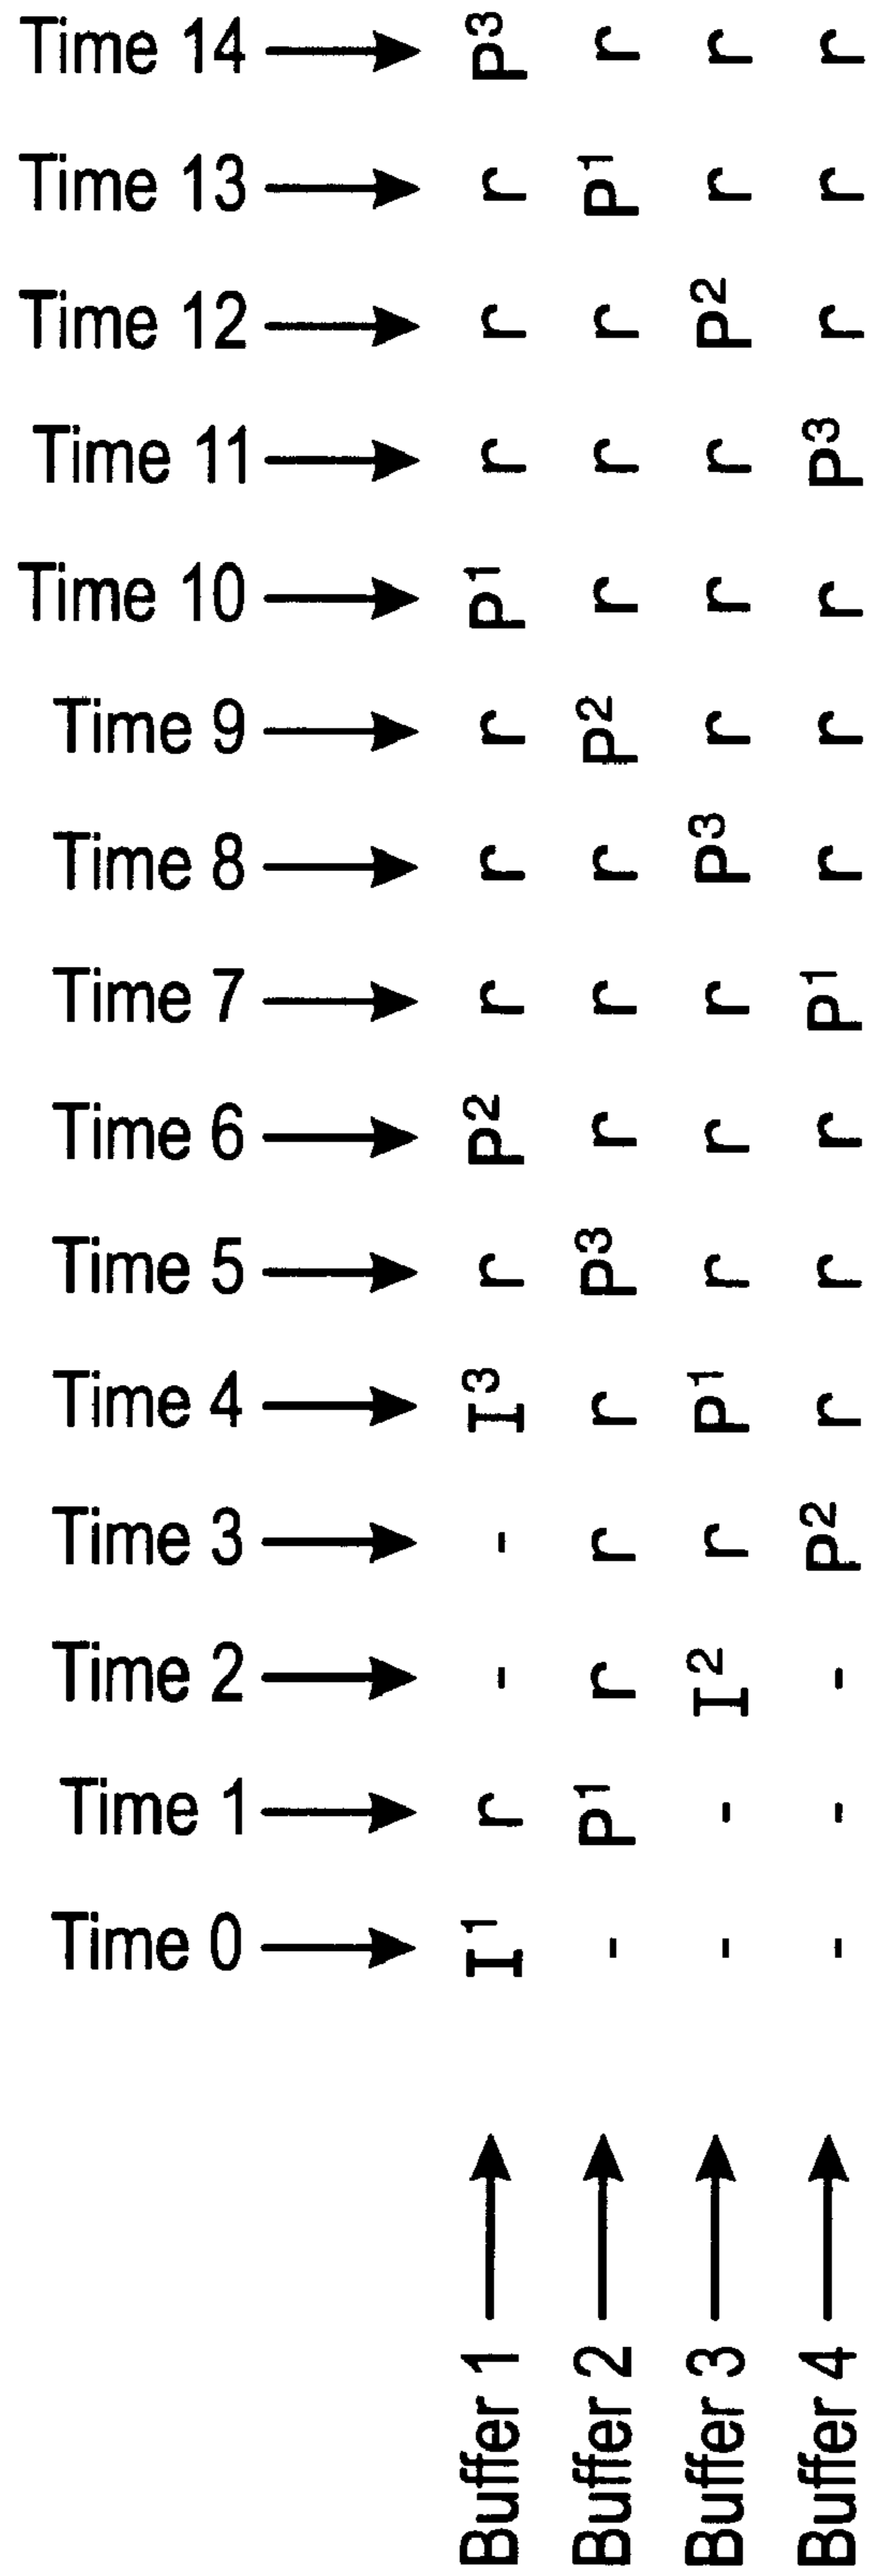 Time 14 P³ r r r
Time 13 r P¹ r r
Time 12 r r P² r
Time 11 r r r P³
Time 10 P¹ r r r
Time 9 r P² r r
Time 8 r r P³ r
Time 7 r r r P¹
Time 6 P² r r r
Time 5 r P³ r r
Time 4 I³ r P¹ r
Time 3 - r r P²
Time 2 - r I² -
Time 1 r P¹ - -
Time 0 I¹ - - -
Buffer 1
Buffer 2
Buffer 3
Buffer 4